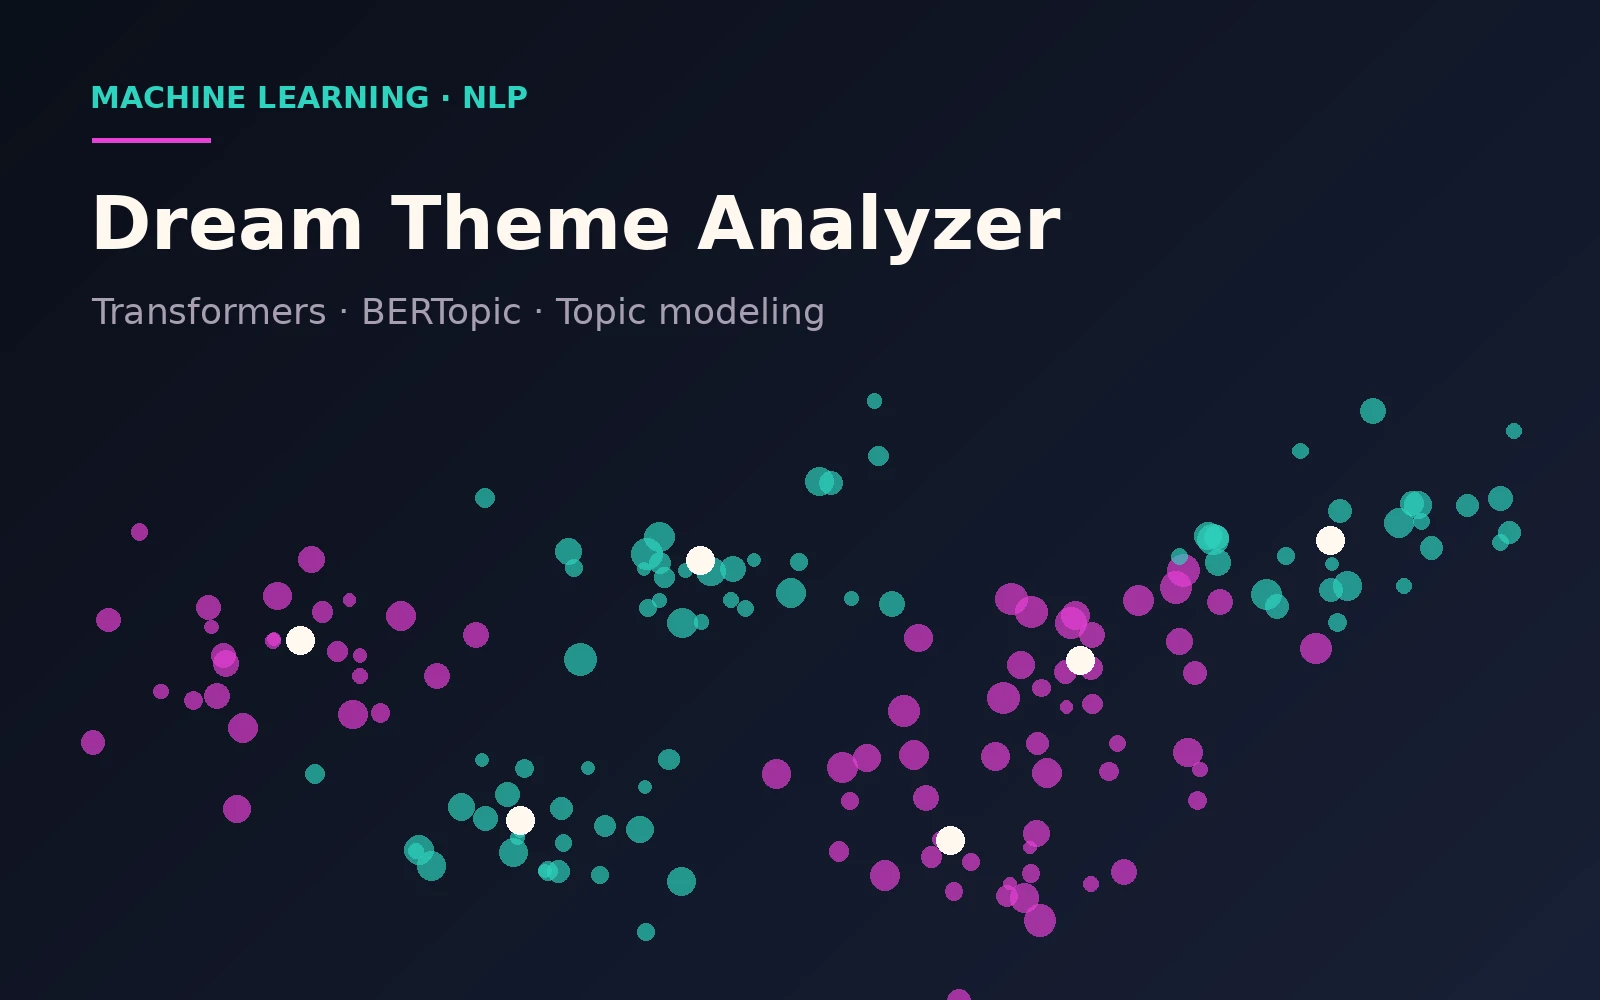 MACHINE LEARNING · NLP
Dream Theme Analyzer
Transformers · BERTopic · Topic modeling